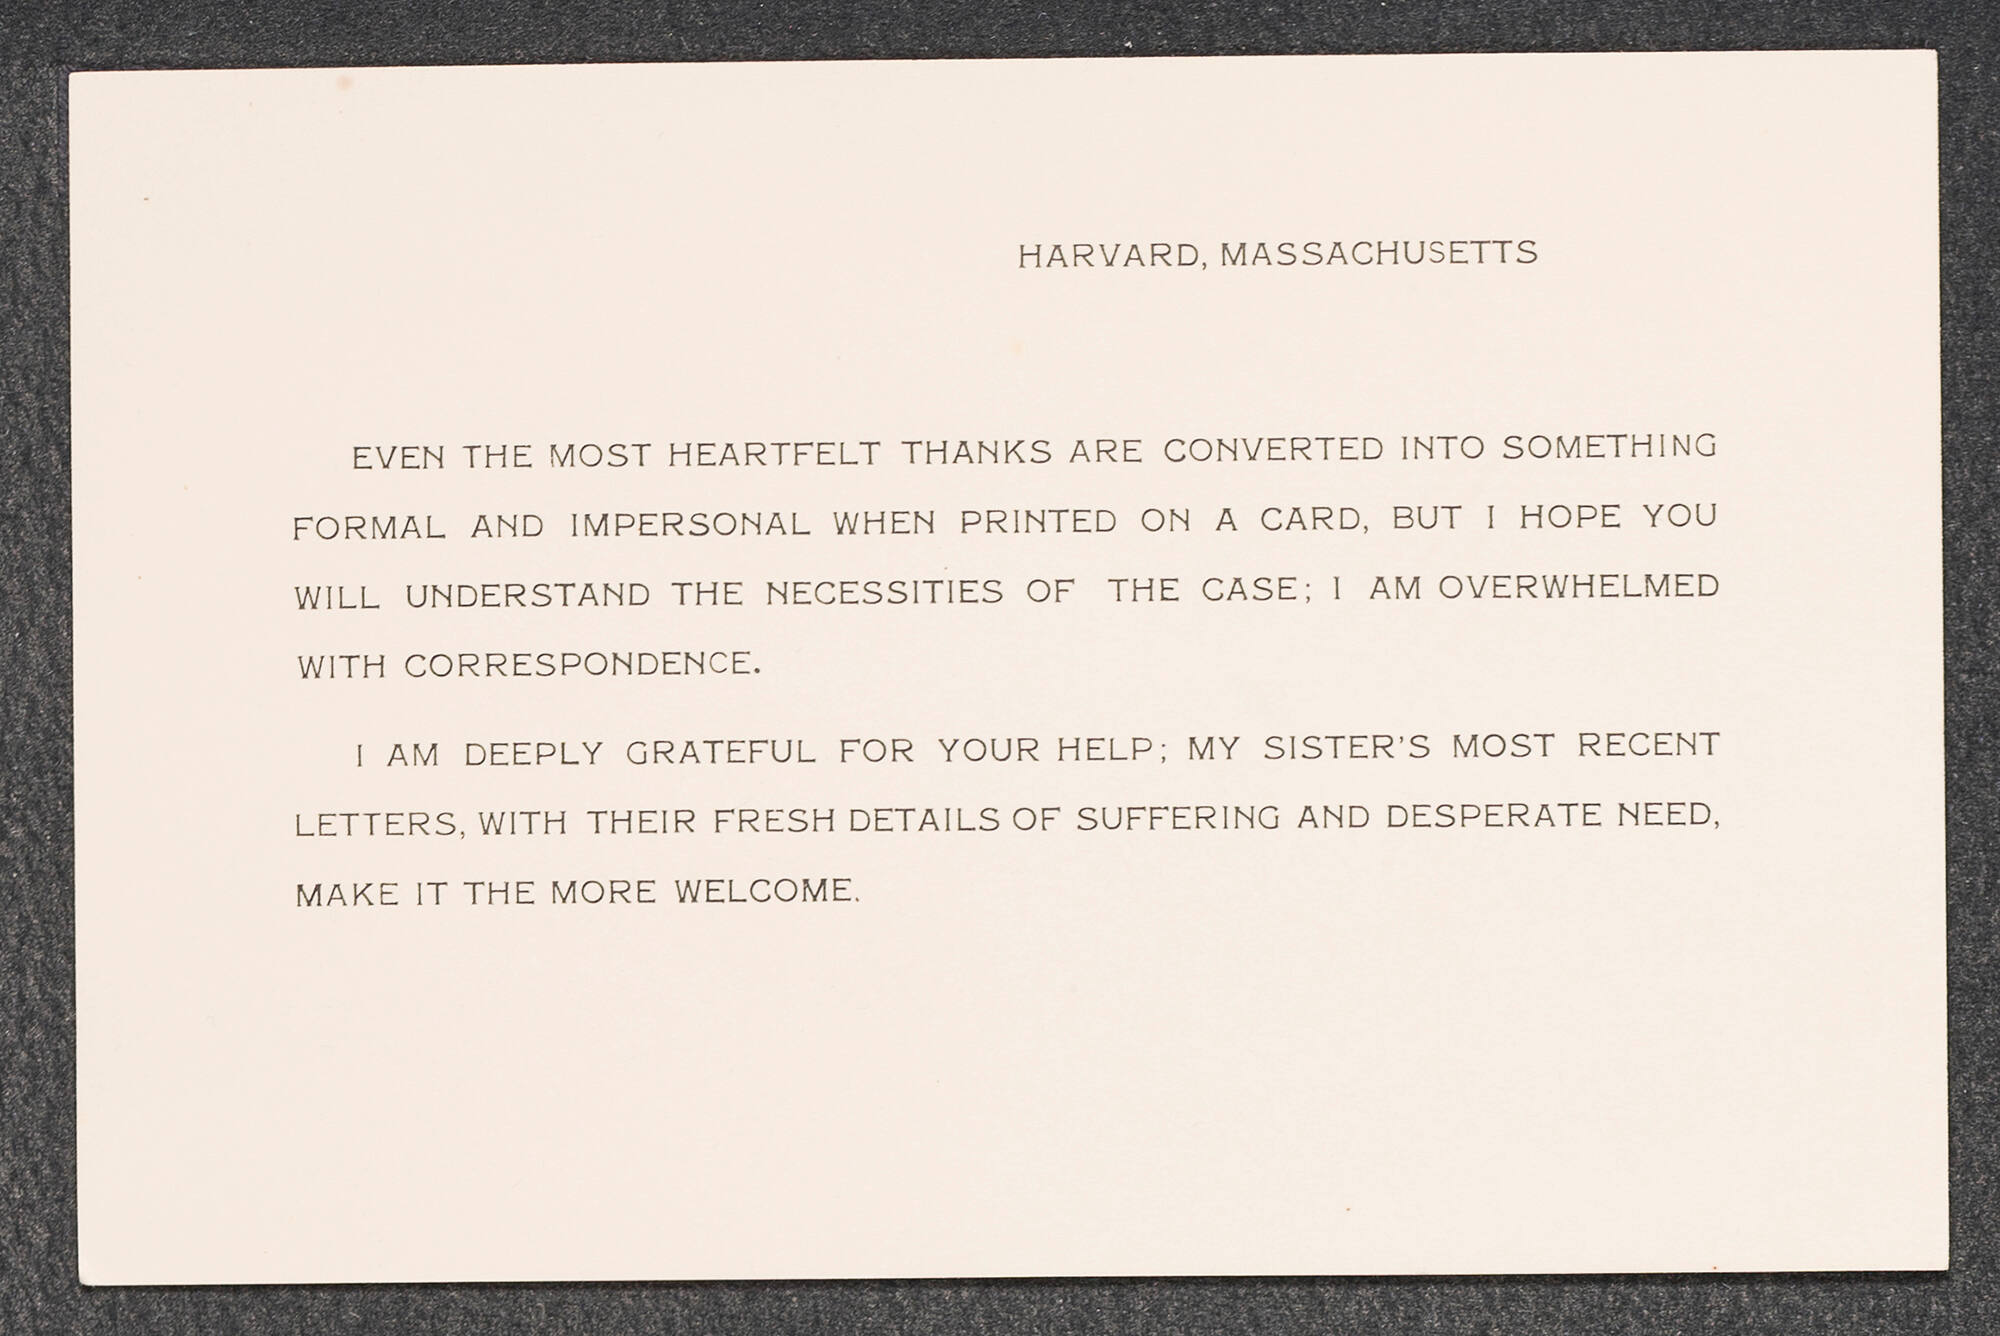 HARVARD, MASSACHUSETTS
EVEN THE MOST HEARTFELT THANKS ARE CONVERTED INTO SOMETHING
FORMAL AND IMPERSONAL WHEN PRINTED ON A CARD, BUT I HOPE YOU
WILL UNDERSTAND THE NECESSITIES OF THE CASE; I AM OVERWHELMED
WITH CORRESPONDENCE.
I AM DEEPLY GRATEFUL FOR YOUR HELP; MY SISTER'S MOST RECENT
LETTERS, WITH THEIR FRESH DETAILS OF SUFFERING AND DESPERATE NEED,
MAKE IT THE MORE WELCOME.